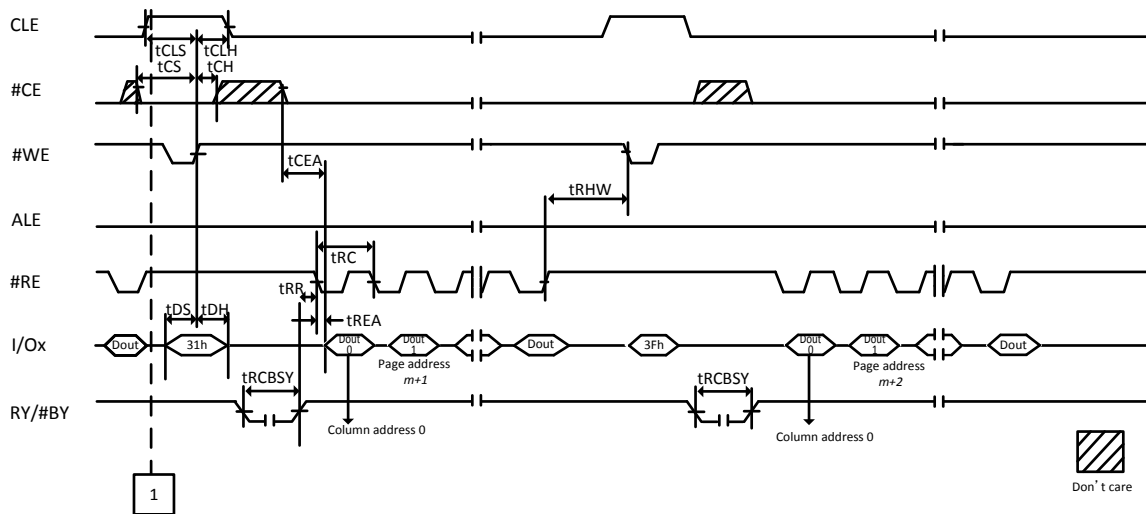 CLE
tCLS
tCLH
tCS
tCH
#CE
#WE
tCEA
tRHW
ALE
tRC
#RE
tRR
tDS
tDH
tREA
I/Ox
Dout
31h
Dout
0
Dout
1
Dout
3Fh
Dout
0
Dout
1
Dout
Page address
m+1
Page address
m+2
tRCBSY
tRCBSY
RY/#BY
Column address 0
Column address 0
1
Don't care